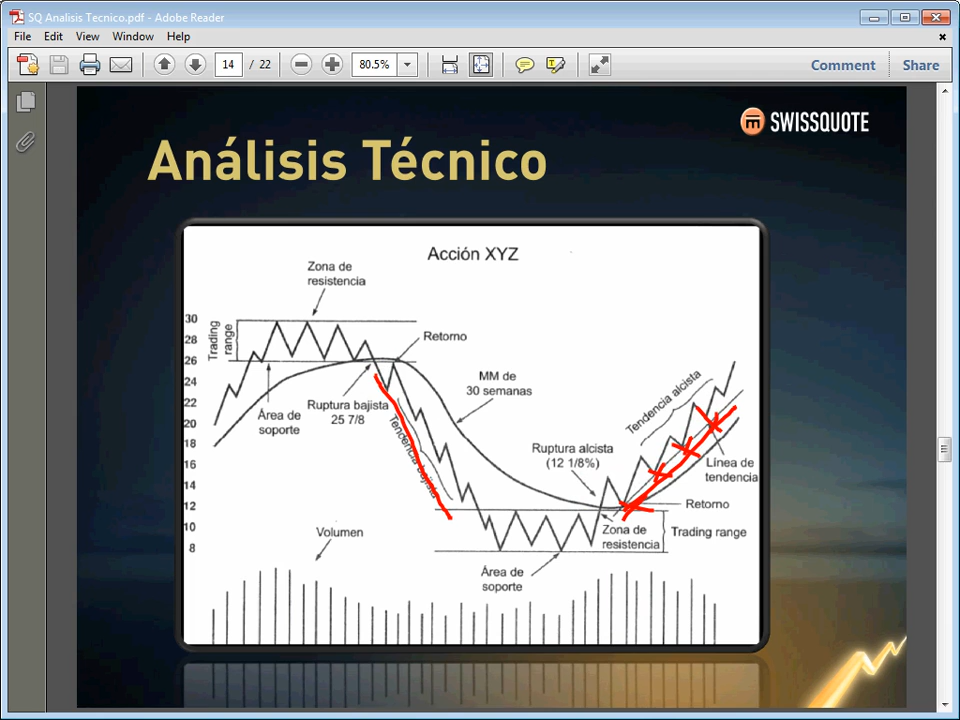 SQ Analisis Tecnico.pdf - Adobe Reader
File Edit View Window Help
14 / 22 80.5% Comment Share
SWISSQUOTE
Análisis Técnico
Acción XYZ
Zona de
resistencia
Trading
range
30
28
26
24
22
20
18
16
14
12
10
8
Retorno
MM de
30 semanas
Área de
soporte
Ruptura bajista
25 7/8
Tendencia bajista
Tendencia alcista
Ruptura alcista
(12 1/8%)
Línea de
tendencia
Retorno
Zona de
resistencia
Trading range
Volumen
Área de
soporte